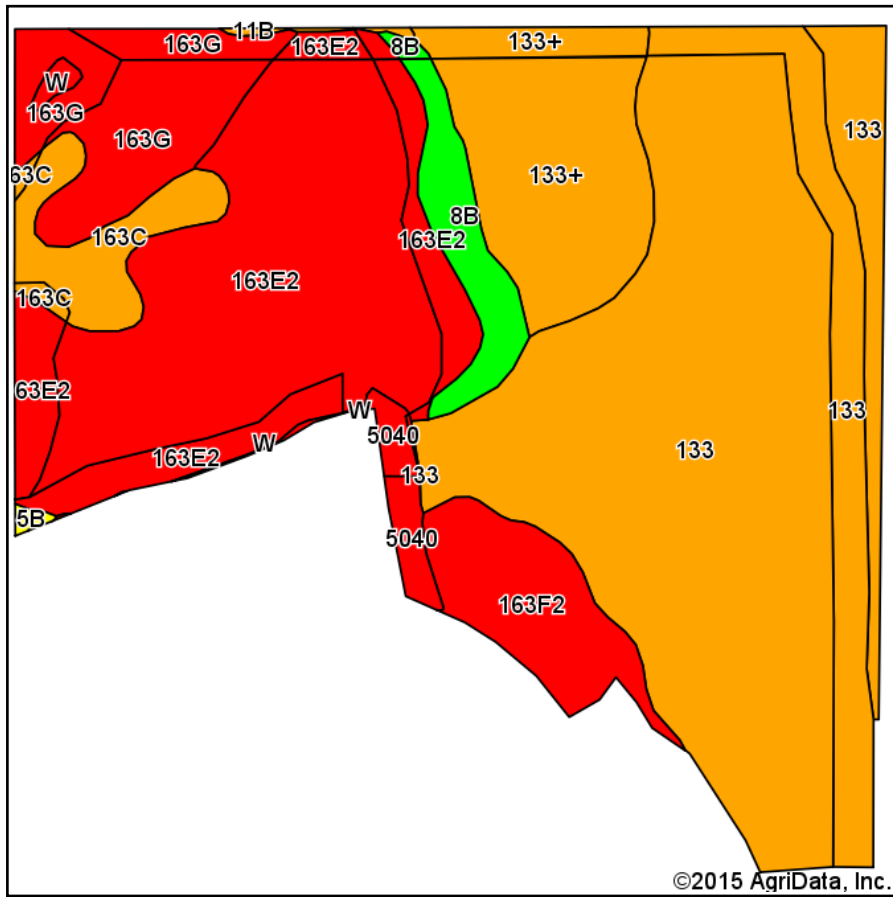 11B
163G
163E2
8B
133+
W
163G
163G
133
63C
133+
8B
163C
163E2
163E2
163C
63E2
W
133
5040
W
163E2
133
133
5B
5040
163F2
©2015 AgriData, Inc.